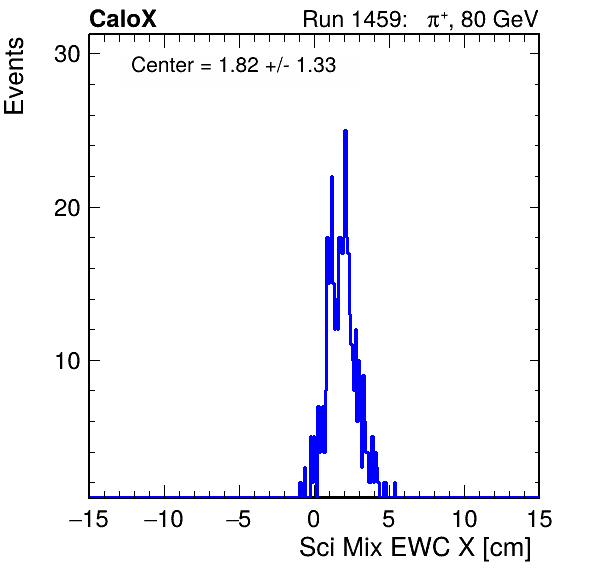 CaloX Run 1459: π⁺, 80 GeV
Events
Center = 1.82 +/- 1.33
30
20
10
−15 −10 −5 0 5 10 15
Sci Mix EWC X [cm]